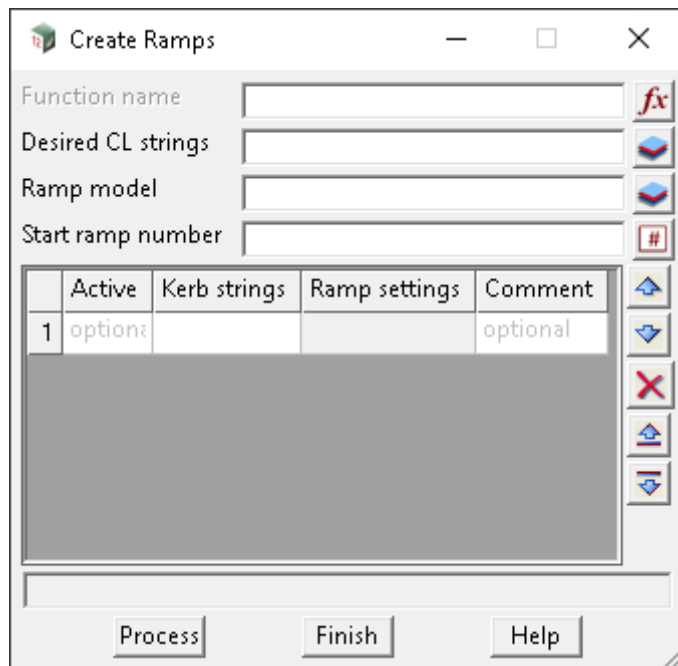 Create Ramps
Function name
Desired CL strings
Ramp model
Start ramp number
Active Kerb strings Ramp settings Comment
1 optional optional
Process Finish Help